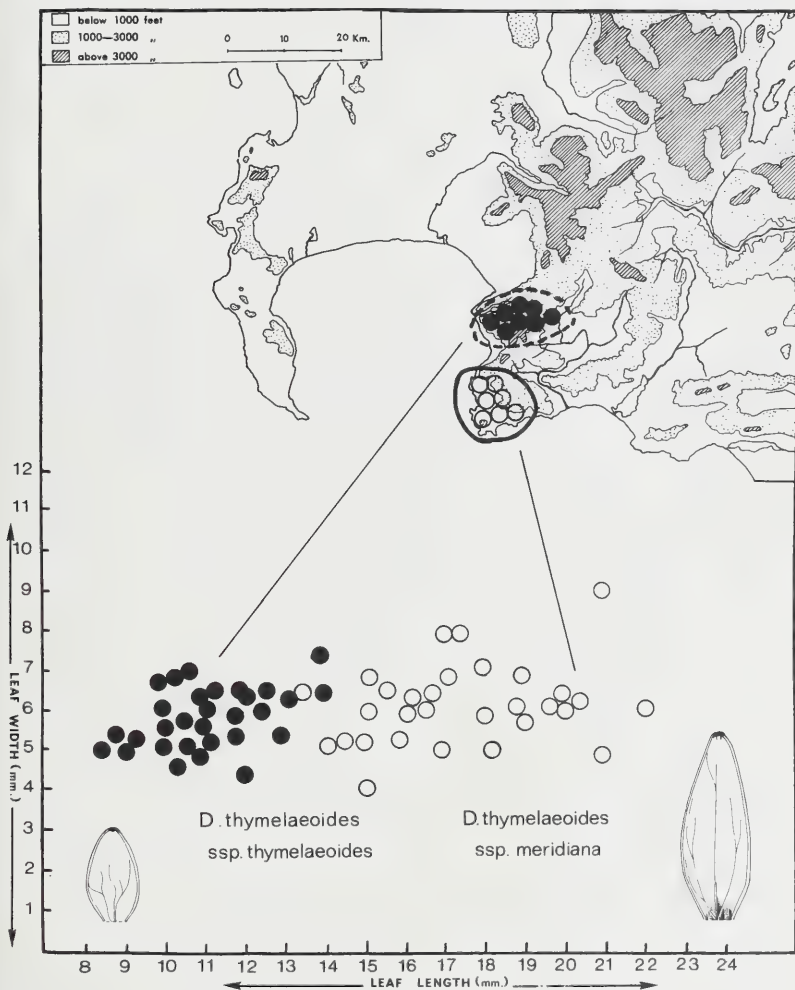 below 1000 feet
1000—3000 „
above 3000 „
0 10 20 Km.
12
11
10
9
8
7
6
5
4
3
2
1
LEAF WIDTH (mm.)
D. thymelaeoides
ssp. thymelaeoides
D. thymelaeoides
ssp. meridiana
8 9 10 11 12 13 14 15 16 17 18 19 20 21 22 23 24
LEAF LENGTH (mm.)